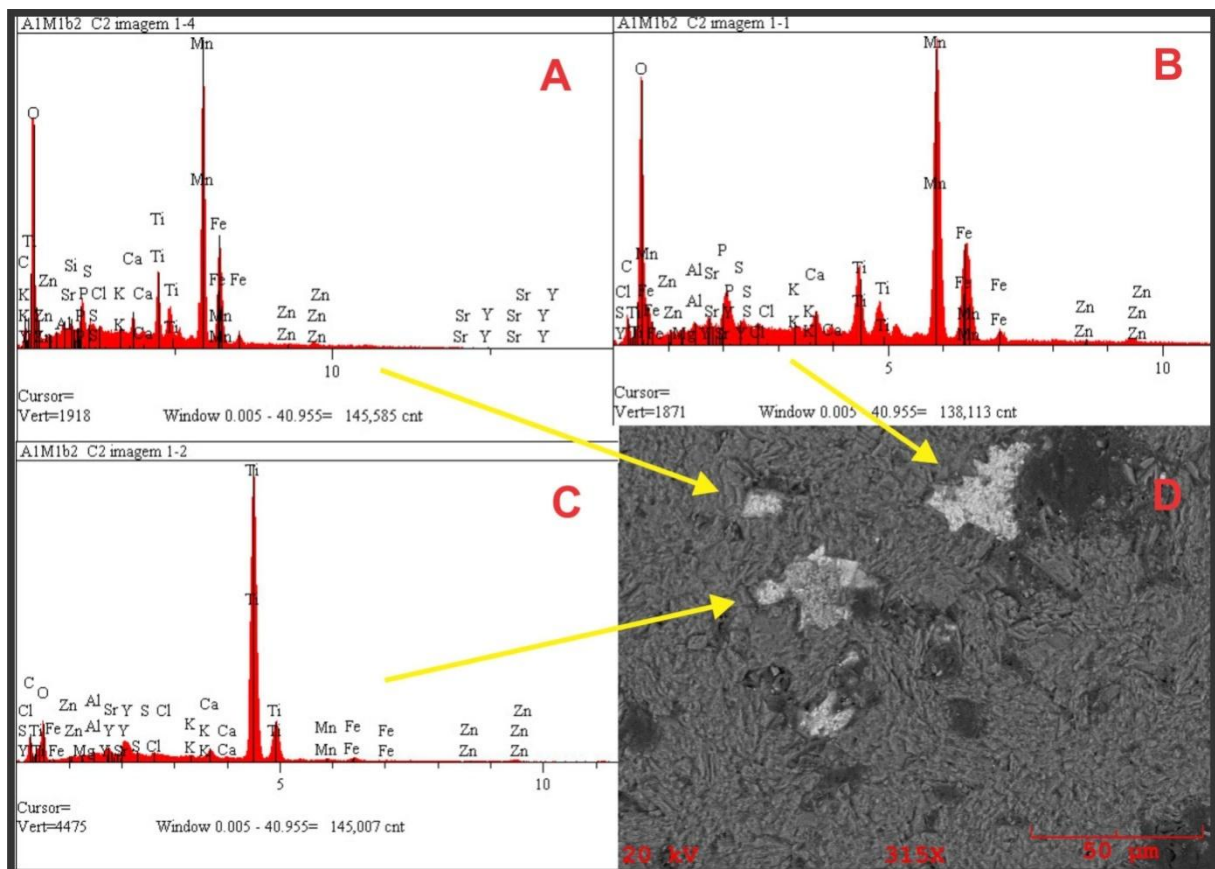 A1M1b2 C2 imagem 1-4
A
Mn
O
Mn
Ti
Fe
Ti
Ca
Ti
Si
S
C
Zn
Sr
P
Cl
K
Ca
Ti
Fe
Fe
Zn
Sr
Y
K
K
Zn
Al
P
S
K
Ca
Ti
Mn
Mn
Zn
Zn
Sr
Y
Sr
Y
Sr
Y
10
Cursor=
Vert=1918 Window 0.005 - 40.955= 145,585 cnt
A1M1b2 C2 imagem 1-1
B
Mn
O
Mn
Mn
P
Fe
C
Zn
Al
Sr
P
S
K
Ca
Ti
Ti
Fe
Fe
Zn
Cl
Fe
Al
S
Cl
K
K
Ti
Mn
Zn
Zn
S
Ti
Fe
Zn
Mg
Y
Sr
Y
S
Cl
K
Ca
Ti
Mn
Fe
Zn
Zn
5
10
Cursor=
Vert=1871 Window 0.005 - 40.955= 138,113 cnt
A1M1b2 C2 imagem 1-2
C
Ti
Ti
C
O
Zn
Al
Sr
Y
S
Cl
Ca
Ti
Zn
Cl
Fe
Al
Y
Y
K
K
Ca
Ti
Mn
Fe
Fe
Zn
Zn
S
Ti
Zn
S
Cl
K
Ca
Ti
Mn
Fe
Fe
Zn
Zn
Y
Fe
Mg
Y
5
10
Cursor=
Vert=4475 Window 0.005 - 40.955= 145,007 cnt
D
20 kV 315X 50 µm